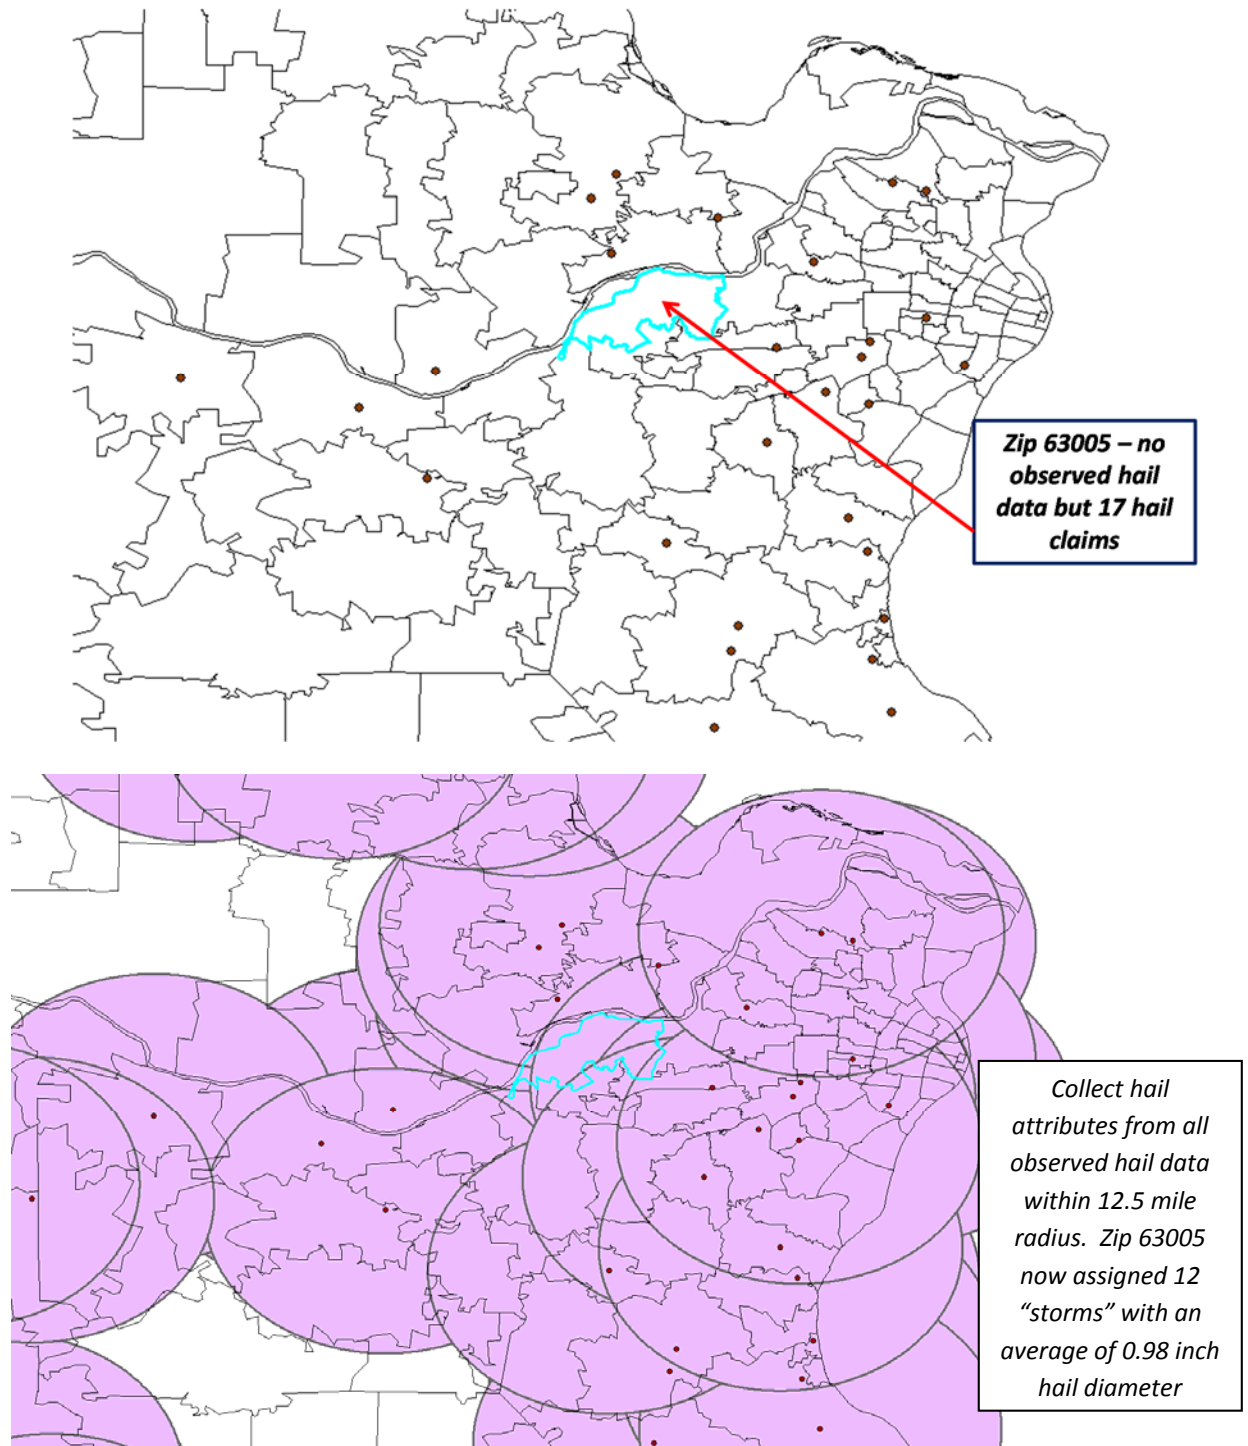 Zip 63005 – no
observed hail
data but 17 hail
claims
Collect hail
attributes from all
observed hail data
within 12.5 mile
radius.  Zip 63005
now assigned 12
“storms” with an
average of 0.98 inch
hail diameter